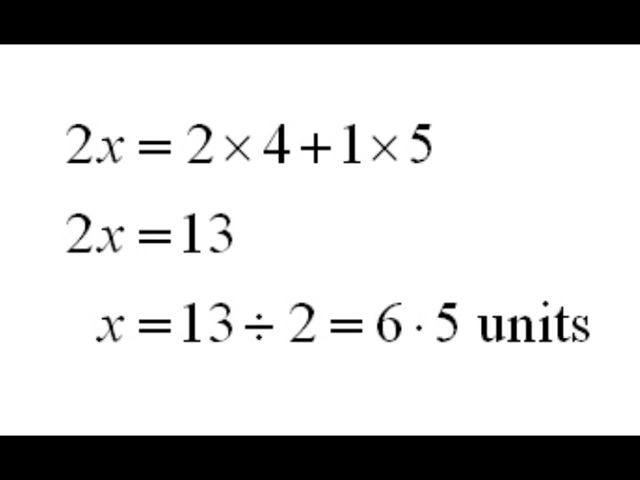 2x = 2 × 4 + 1 × 5
2x = 13
x = 13 ÷ 2 = 6 · 5 units